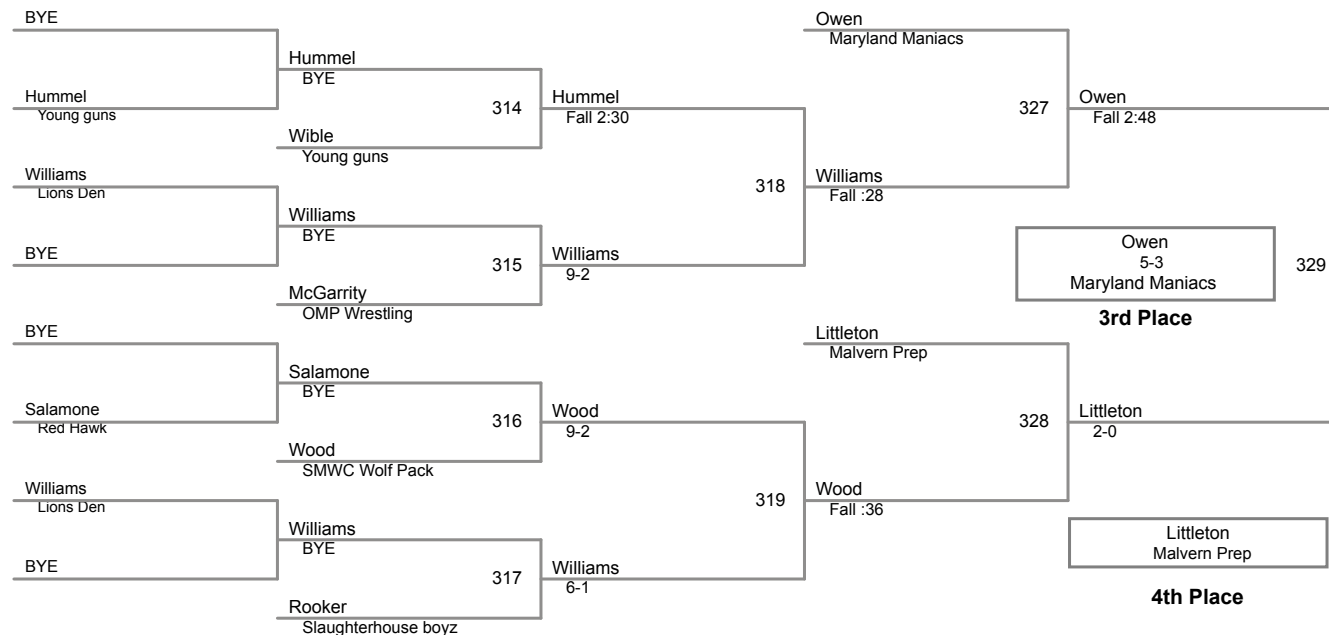 BYE
Hummel
Young guns
Williams
Lions Den
BYE
BYE
Salamone
Red Hawk
Williams
Lions Den
BYE
Hummel
BYE
314
Wible
Young guns
Williams
BYE
315
McGarrity
OMP Wrestling
Salamone
BYE
316
Wood
SMWC Wolf Pack
Williams
BYE
317
Rooker
Slaughterhouse boyz
Hummel
Fall 2:30
318
Williams
9-2
Wood
9-2
319
Williams
6-1
Owen
Maryland Maniacs
327
Williams
Fall :28
Littleton
Malvern Prep
328
Wood
Fall :36
Owen
Fall 2:48
Owen
5-3
Maryland Maniacs
329
3rd Place
Littleton
2-0
Littleton
Malvern Prep
4th Place